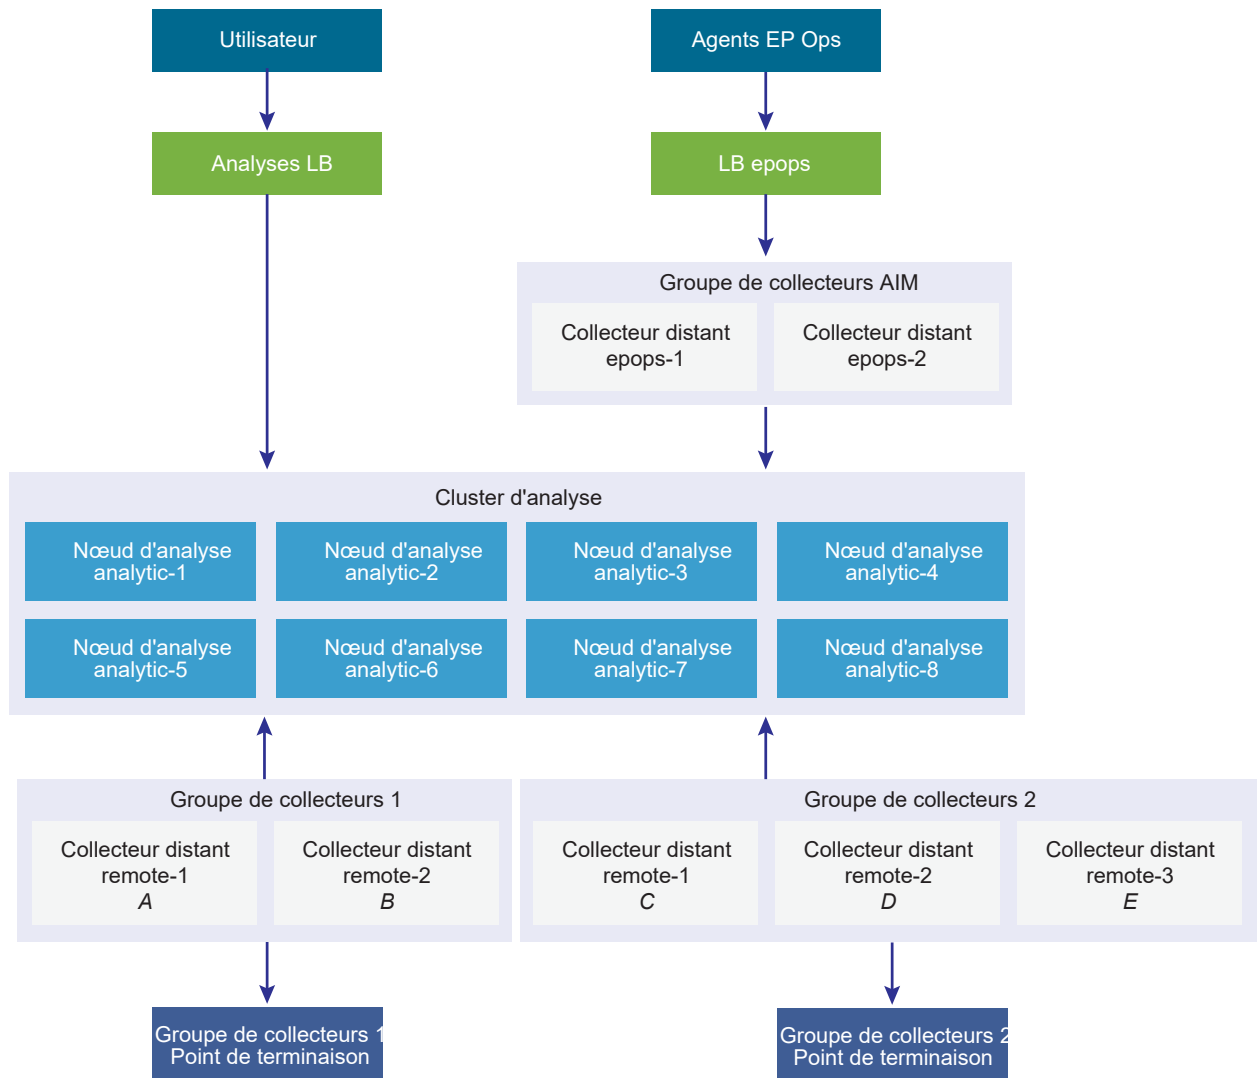 Utilisateur
Agents EP Ops
Analyses LB
LB epops
Groupe de collecteurs AIM
Collecteur distant
epops-1
Collecteur distant
epops-2
Cluster d'analyse
Nœud d'analyse
analytic-1
Nœud d'analyse
analytic-2
Nœud d'analyse
analytic-3
Nœud d'analyse
analytic-4
Nœud d'analyse
analytic-5
Nœud d'analyse
analytic-6
Nœud d'analyse
analytic-7
Nœud d'analyse
analytic-8
Groupe de collecteurs 1
Collecteur distant
remote-1
A
Collecteur distant
remote-2
B
Groupe de collecteurs 2
Collecteur distant
remote-1
C
Collecteur distant
remote-2
D
Collecteur distant
remote-3
E
Groupe de collecteurs 1
Point de terminaison
Groupe de collecteurs 2
Point de terminaison